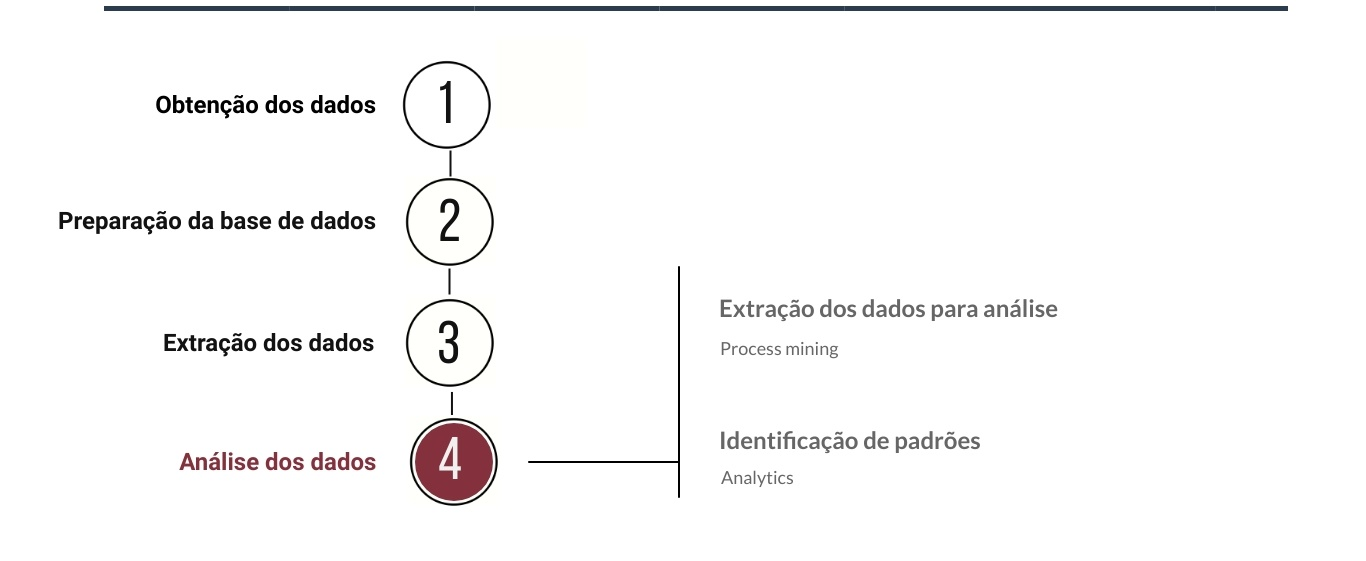 Obtenção dos dados
1
Preparação da base de dados
2
Extração dos dados
3
Análise dos dados
4
Extração dos dados para análise
Process mining
Identificação de padrões
Analytics